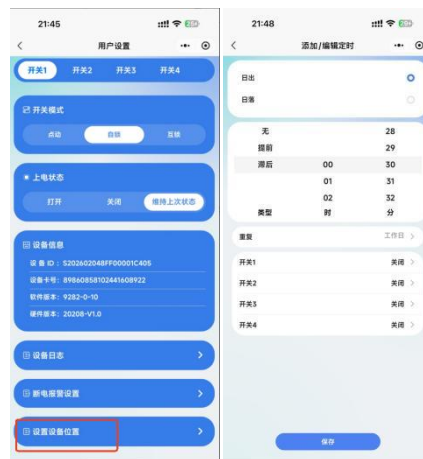 21:45
用户设置
开关1 开关2 开关3 开关4
开关模式
点动 自锁 互锁
上电状态
打开 关闭 维持上次状态
设备信息
设备ID: S202602048FF00001C405
设备卡号: 89860858102441608922
软件版本: 9282-0-10
硬件版本: 20208-V1.0
设备日志
断电报警设置
设置设备位置
21:48
添加/编辑定时
日出
日落
无 28
提前 29
滞后 00 30
01 31
02 32
类型 时 分
重复 工作日
开关1 关闭
开关2 关闭
开关3 关闭
开关4 关闭
保存